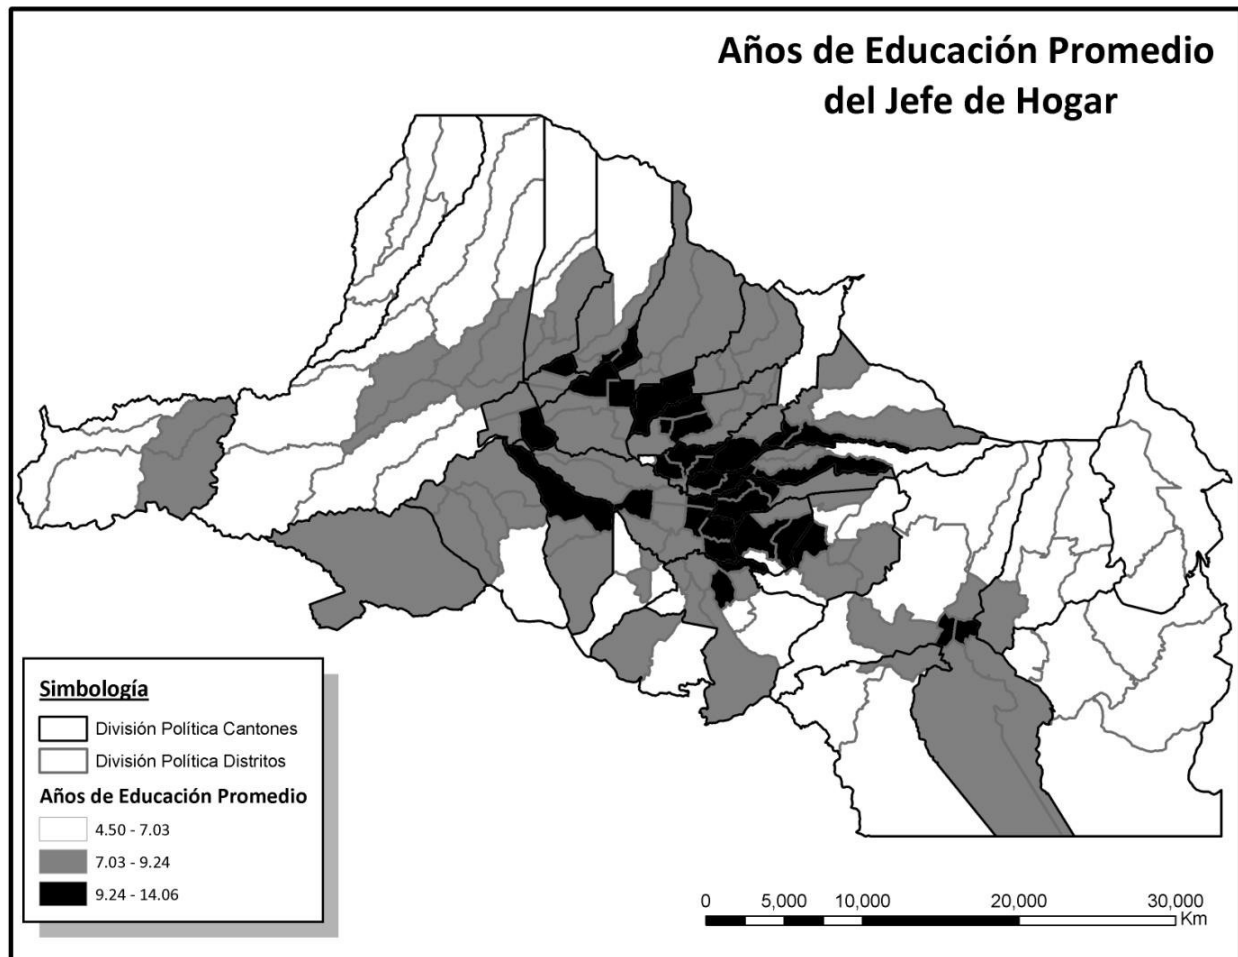 Años de Educación Promedio
del Jefe de Hogar
Simbología
División Política Cantones
División Política Distritos
Años de Educación Promedio
4.50 - 7.03
7.03 - 9.24
9.24 - 14.06
0 5,000 10,000 20,000 30,000
Km